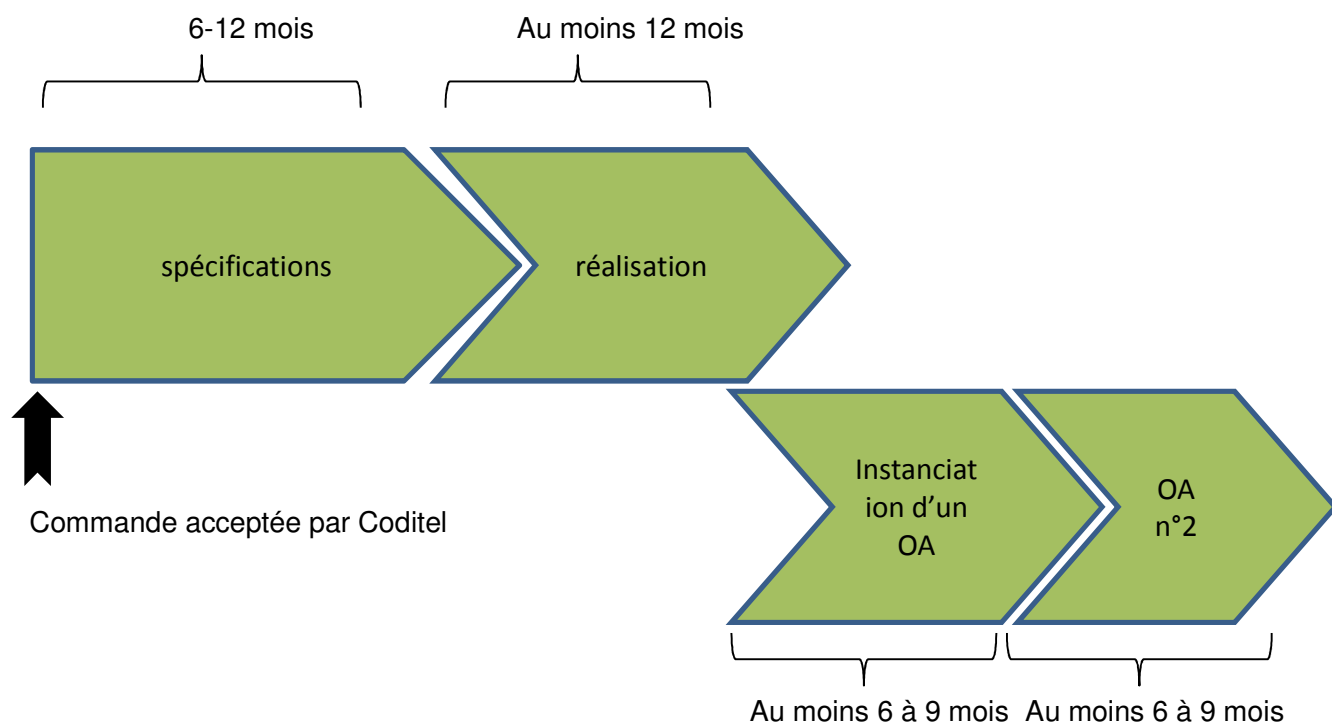 6-12 mois
Au moins 12 mois
spécifications
réalisation
Commande acceptée par Coditel
Instanciat
ion d'un
OA
OA
n°2
Au moins 6 à 9 mois
Au moins 6 à 9 mois